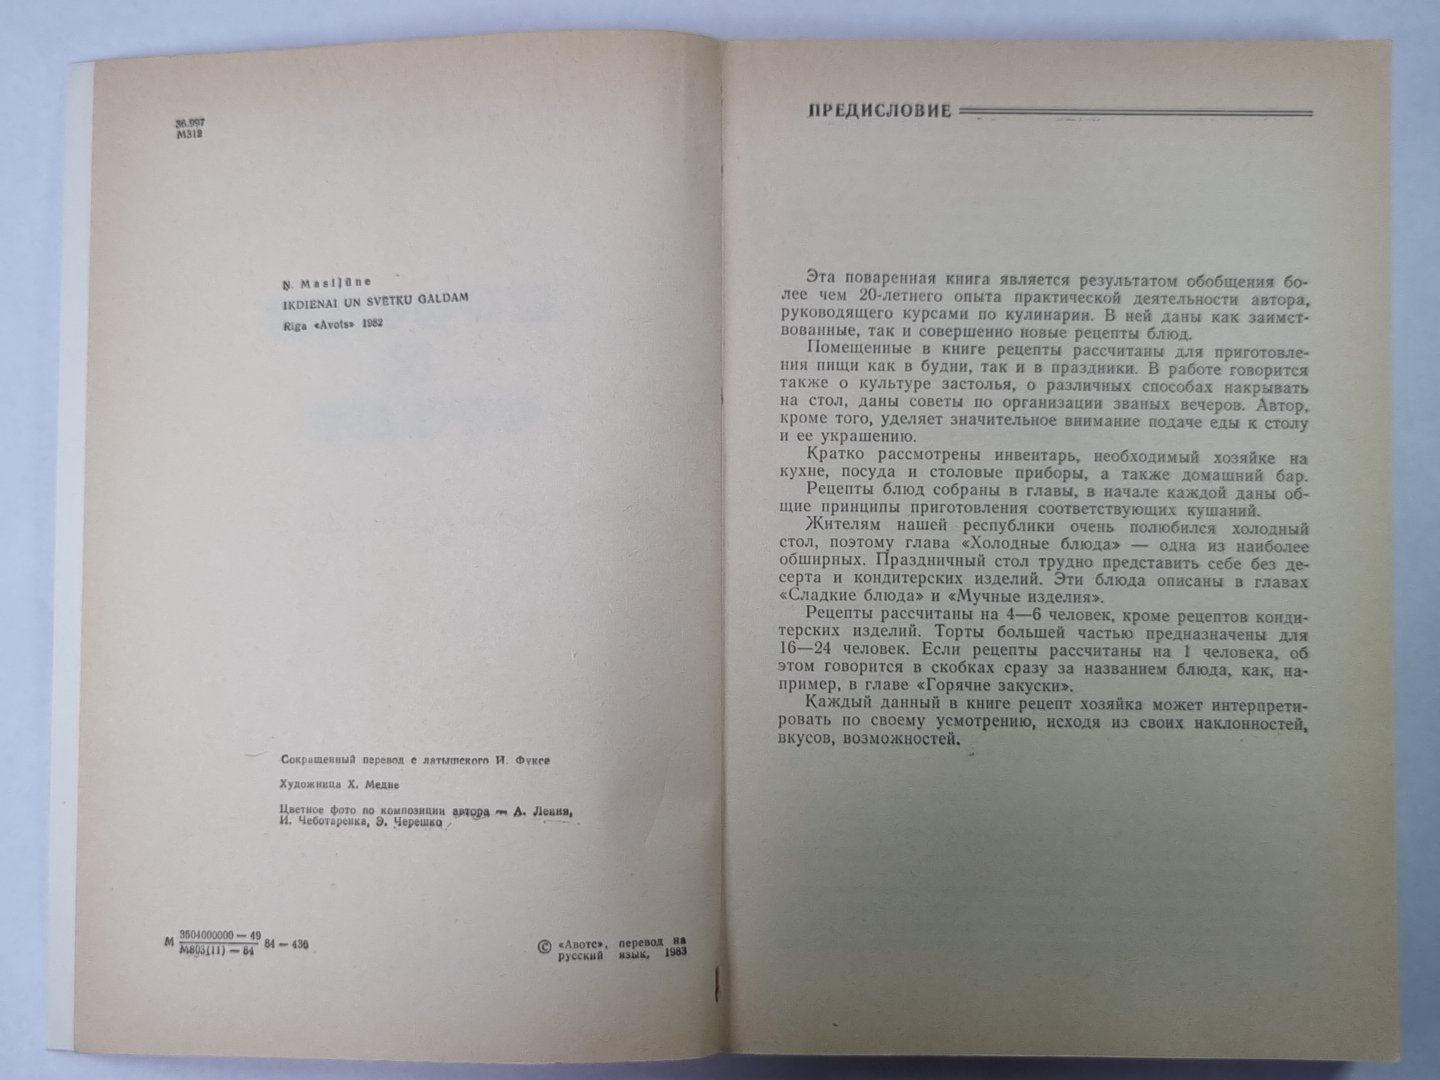 36.997
М312
Ņ. Masiļūne
IKDIENAI UN SVĒTKU GALDAM
Rīga «Avots» 1982
Сокращенный перевод с латышского И. Фуксе
Художница Х. Медне
Цветное фото по композиции автора — А. Ления,
И. Чеботаренка, Э. Черешко
М 3504000000—49
М803(11)—84 84—436
© «Авотс», перевод на
русский язык, 1983
ПРЕДИСЛОВИЕ
Эта поваренная книга является результатом обобщения бо-
лее чем 20-летнего опыта практической деятельности автора,
руководящего курсами по кулинарии. В ней даны как заимст-
вованные, так и совершенно новые рецепты блюд.
Помещенные в книге рецепты рассчитаны для приготовле-
ния пищи как в будни, так и в праздники. В работе говорится
также о культуре застолья, о различных способах накрывать
на стол, даны советы по организации званых вечеров. Автор,
кроме того, уделяет значительное внимание подаче еды к столу
и ее украшению.
Кратко рассмотрены инвентарь, необходимый хозяйке на
кухне, посуда и столовые приборы, а также домашний бар.
Рецепты блюд собраны в главы, в начале каждой даны об-
щие принципы приготовления соответствующих кушаний.
Жителям нашей республики очень полюбился холодный
стол, поэтому глава «Холодные блюда» — одна из наиболее
обширных. Праздничный стол трудно представить себе без де-
серта и кондитерских изделий. Эти блюда описаны в главах
«Сладкие блюда» и «Мучные изделия».
Рецепты рассчитаны на 4—6 человек, кроме рецептов конди-
терских изделий. Торты большей частью предназначены для
16—24 человек. Если рецепты рассчитаны на 1 человека, об
этом говорится в скобках сразу за названием блюда, как, на-
пример, в главе «Горячие закуски».
Каждый данный в книге рецепт хозяйка может интерпрети-
ровать по своему усмотрению, исходя из своих наклонностей,
вкусов, возможностей.